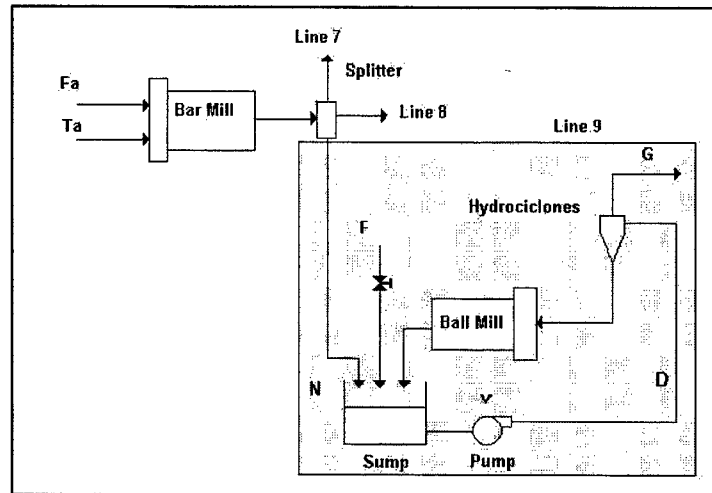 Line 7
Splitter
Fa
Bar Mill
Ta
Line 8
Line 9
G
Hydrociclones
F
Ball Mill
N
D
V
Sump
Pump